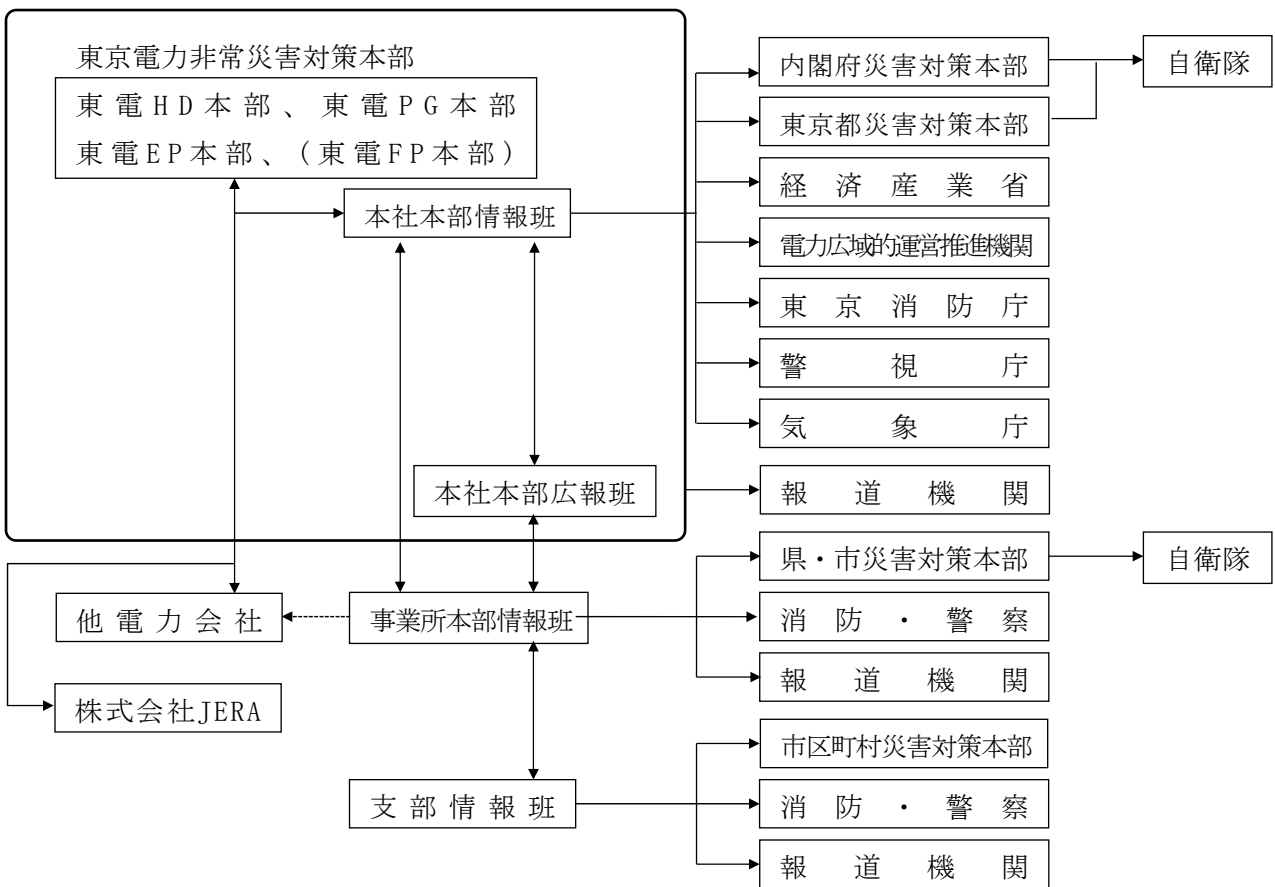 東京電力非常災害対策本部
東電HD本部、東電PG本部
東電EP本部、（東電FP本部）
本社本部情報班
本社本部広報班
内閣府災害対策本部
自衛隊
東京都災害対策本部
経済産業省
電力広域的運営推進機関
東京消防庁
警視庁
気象庁
報道機関
県・市災害対策本部
自衛隊
他電力会社
事業所本部情報班
消防・警察
報道機関
株式会社JERA
市区町村災害対策本部
支部情報班
消防・警察
報道機関